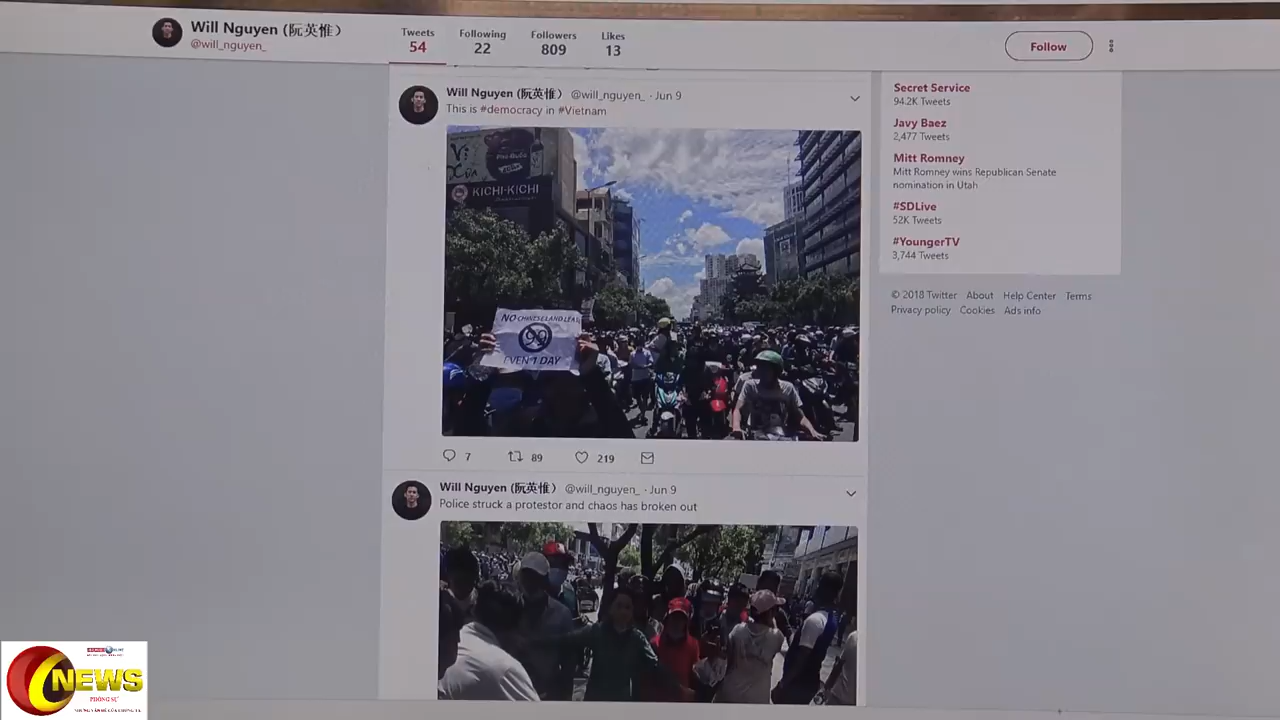 Will Nguyen (阮英惟)
@will_nguyen_
Tweets
54
Following
22
Followers
809
Likes
13
Follow
Will Nguyen (阮英惟) @will_nguyen_ · Jun 9
This is #democracy in #Vietnam
KICHI-KICHI
NO CHINESE LAND LEASE
99
EVEN 1 DAY
7
89
219
Will Nguyen (阮英惟) @will_nguyen_ · Jun 9
Police struck a protestor and chaos has broken out
Secret Service
94.2K Tweets
Javy Baez
2,477 Tweets
Mitt Romney
Mitt Romney wins Republican Senate
nomination in Utah
#SDLive
52K Tweets
#YoungerTV
3,744 Tweets
© 2018 Twitter About Help Center Terms
Privacy policy Cookies Ads info
NEWS
PHÓNG SỰ